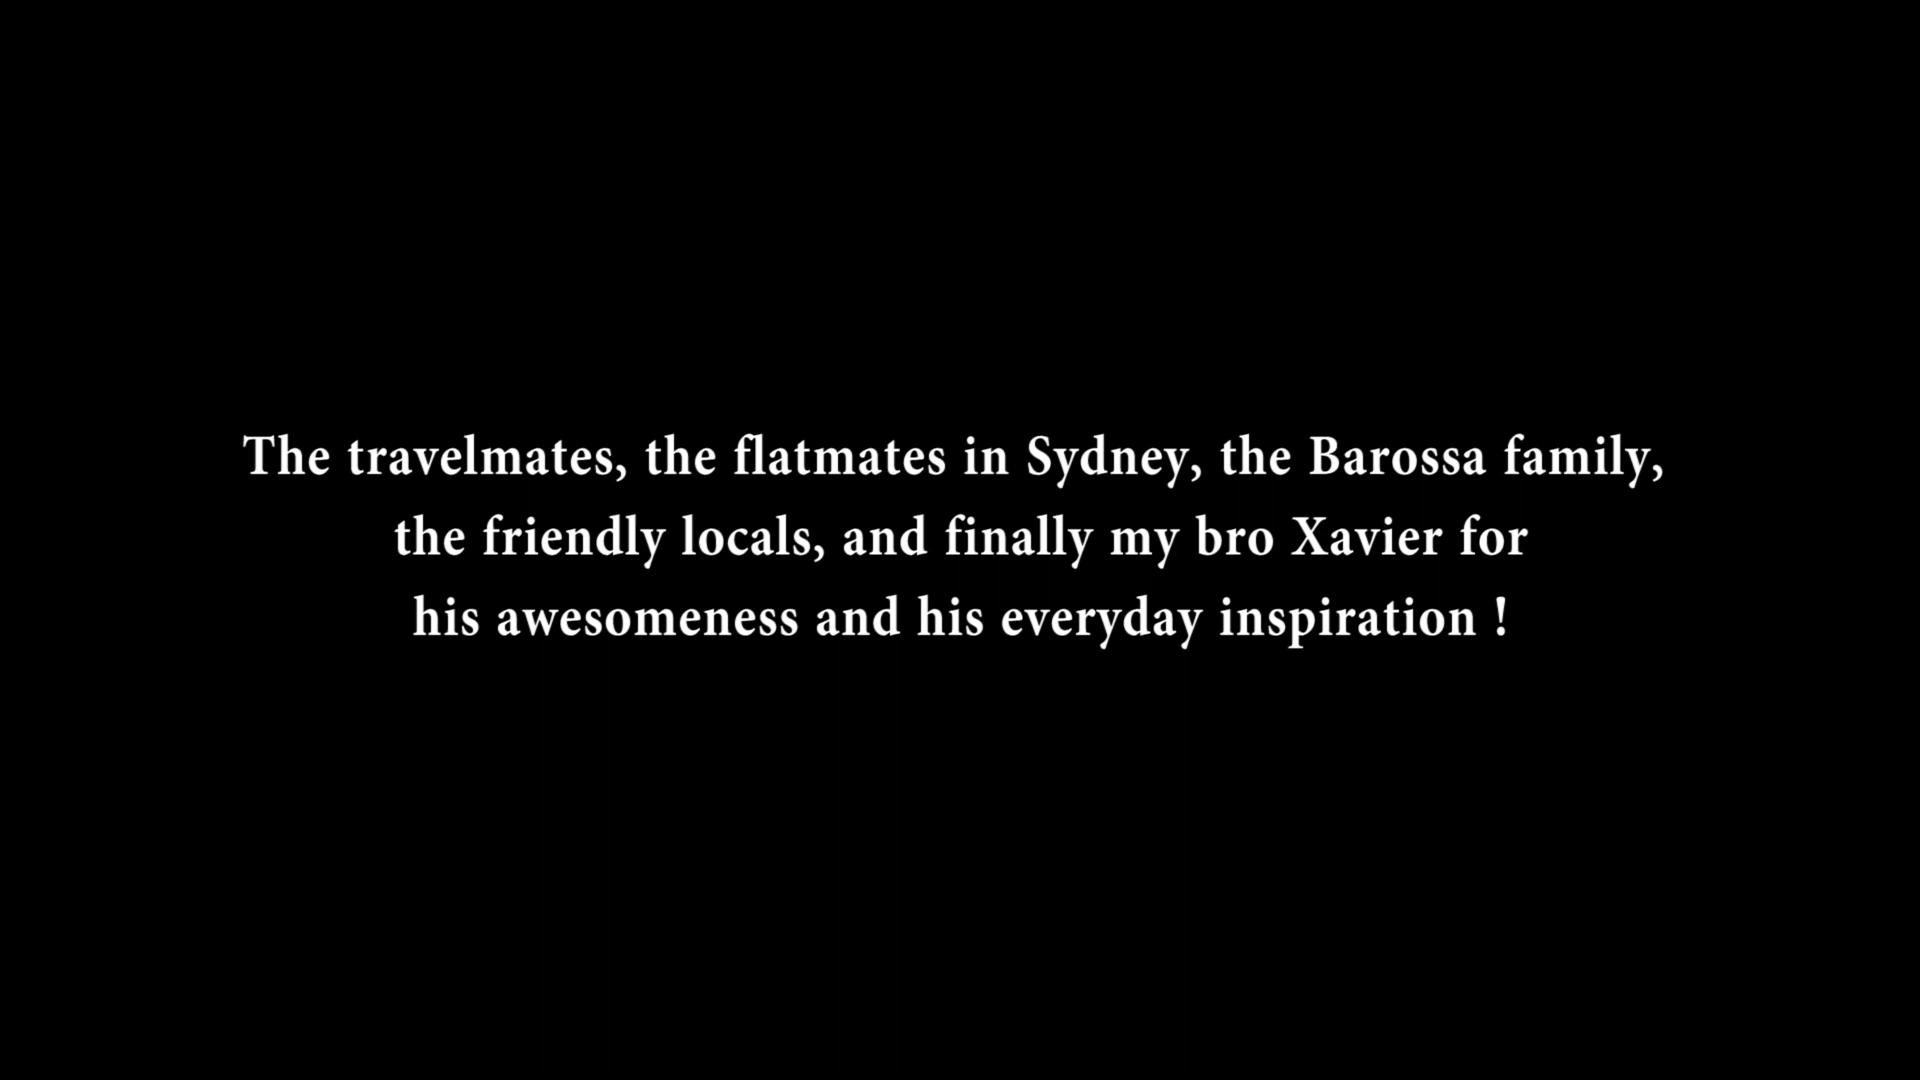 The travelmates, the flatmates in Sydney, the Barossa family,
the friendly locals, and finally my bro Xavier for
his awesomeness and his everyday inspiration !